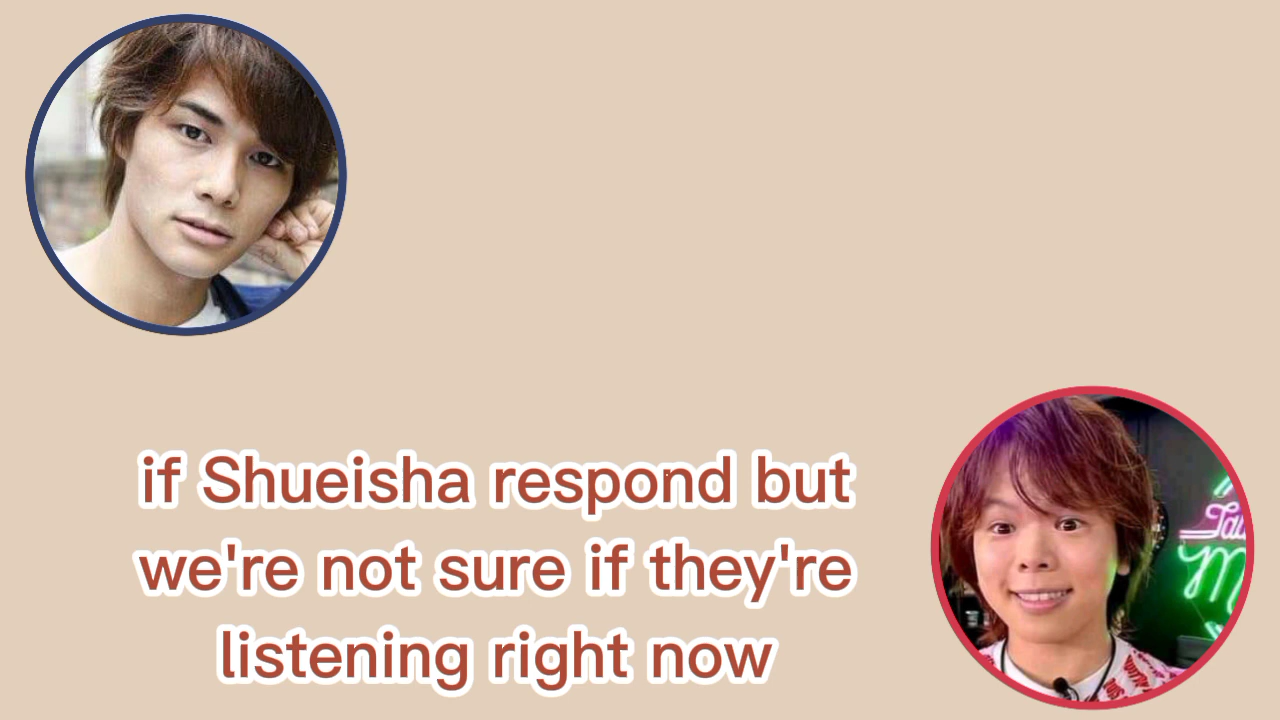 if Shueisha respond but
we're not sure if they're
listening right now